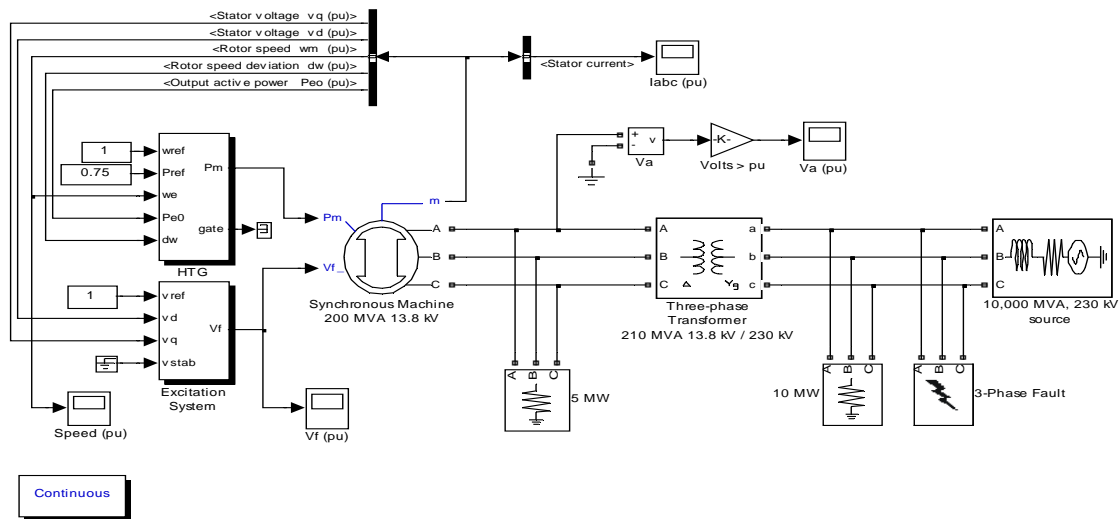 <Stator voltage vq (pu)>
<Stator voltage vd (pu)>
<Rotor speed wm (pu)>
<Rotor speed deviation dw (pu)>
<Output active power Peo (pu)>
<Stator current>
Iabc (pu)
1
0.75
wref
Pref
we
Pe0
dw
Pm
gate
HTG
+
-
v
Va
-K-
Volts > pu
Va (pu)
m
Pm
Vf_
A
B
C
Synchronous Machine
200 MVA 13.8 kV
A
B
C
a
b
c
Δ
Yg
Three-phase
Transformer
210 MVA 13.8 kV / 230 kV
A
B
C
10,000 MVA, 230 kV
source
1
vref
vd
vq
vstab
Vf
Excitation
System
Speed (pu)
Vf (pu)
A
B
C
5 MW
A
B
C
10 MW
A
B
C
3-Phase Fault
Continuous